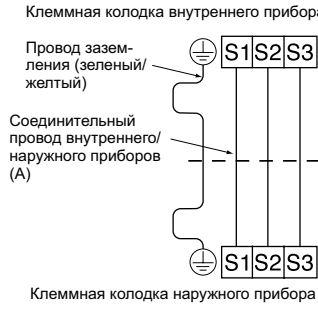 Клеммная колодка внутреннего прибора
Провод зазем-
ления (зеленый/
желтый)
S1 S2 S3
Соединительный
провод внутреннего/
наружного приборов
(A)
S1 S2 S3
Клеммная колодка наружного прибора